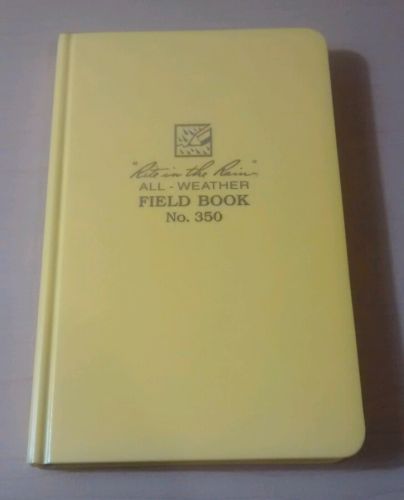 "Rite in the Rain"
ALL-WEATHER
FIELD BOOK
No. 350